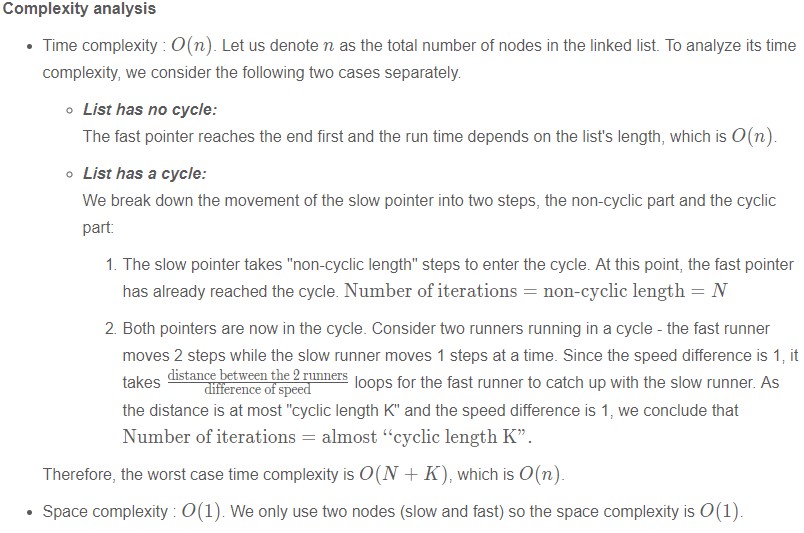 Complexity analysis
• Time complexity : O(n). Let us denote n as the total number of nodes in the linked list. To analyze its time
complexity, we consider the following two cases separately.
◦ List has no cycle:
The fast pointer reaches the end first and the run time depends on the list's length, which is O(n).
◦ List has a cycle:
We break down the movement of the slow pointer into two steps, the non-cyclic part and the cyclic
part:
1. The slow pointer takes "non-cyclic length" steps to enter the cycle. At this point, the fast pointer
has already reached the cycle. Number of iterations = non-cyclic length = N
2. Both pointers are now in the cycle. Consider two runners running in a cycle - the fast runner
moves 2 steps while the slow runner moves 1 steps at a time. Since the speed difference is 1, it
takes distance between the 2 runners / difference of speed loops for the fast runner to catch up with the slow runner. As
the distance is at most "cyclic length K" and the speed difference is 1, we conclude that
Number of iterations = almost “cyclic length K”.
Therefore, the worst case time complexity is O(N + K), which is O(n).
• Space complexity : O(1). We only use two nodes (slow and fast) so the space complexity is O(1).